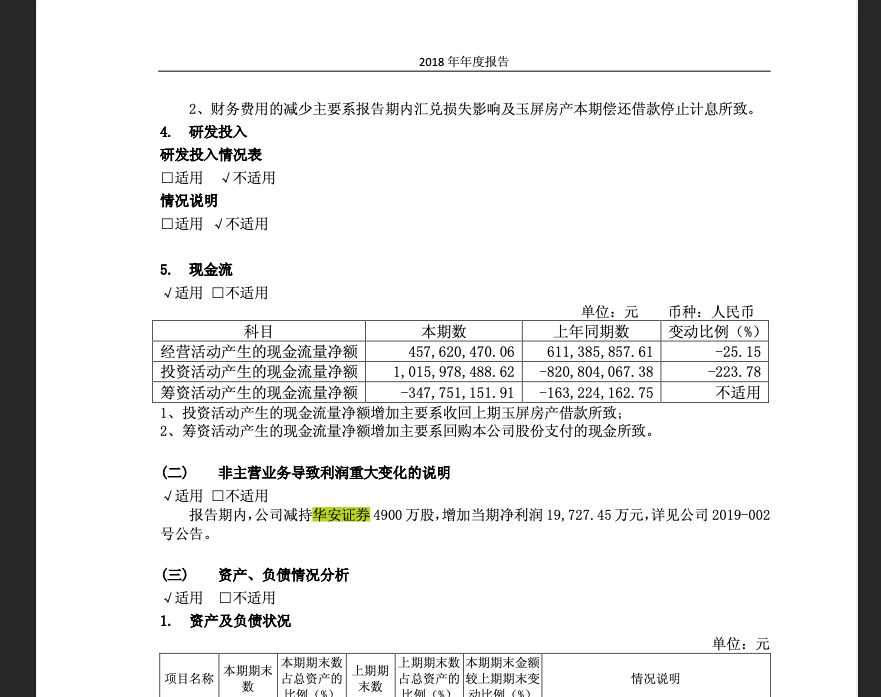 2018 年年度报告
2、财务费用的减少主要系报告期内汇兑损失影响及玉屏房产本期偿还借款停止计息所致。
4. 研发投入
研发投入情况表
□适用 √不适用
情况说明
□适用 √不适用
5. 现金流
√适用 □不适用
单位：元 币种：人民币
科目 本期数 上年同期数 变动比例（%）
经营活动产生的现金流量净额 457,620,470.06 611,385,857.61 -25.15
投资活动产生的现金流量净额 1,015,978,488.62 -820,804,067.38 -223.78
筹资活动产生的现金流量净额 -347,751,151.91 -163,224,162.75 不适用
1、投资活动产生的现金流量净额增加主要系收回上期玉屏房产借款所致；
2、筹资活动产生的现金流量净额增加主要系回购本公司股份支付的现金所致。
(二) 非主营业务导致利润重大变化的说明
√适用 □不适用
报告期内，公司减持华安证券 4900 万股，增加当期净利润 19,727.45 万元，详见公司 2019-002
号公告。
(三) 资产、负债情况分析
√适用 □不适用
1. 资产及负债状况
单位：元
项目名称 本期期末数 本期期末数占总资产的比例（%） 上期期末数 上期期末数占总资产的比例（%） 本期期末金额较上期期末变动比例（%） 情况说明